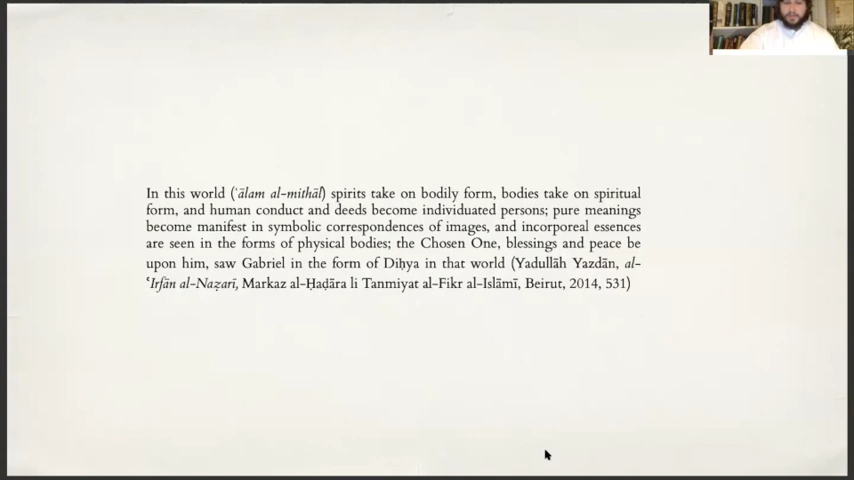 In this world (ʿālam al-mithāl) spirits take on bodily form, bodies take on spiritual
form, and human conduct and deeds become individuated persons; pure meanings
become manifest in symbolic correspondences of images, and incorporeal essences
are seen in the forms of physical bodies; the Chosen One, blessings and peace be
upon him, saw Gabriel in the form of Diḥya in that world (Yadullāh Yazdān, al-
ʿIrfān al-Naẓarī, Markaz al-Ḥaḍāra li Tanmiyat al-Fikr al-Islāmī, Beirut, 2014, 531)